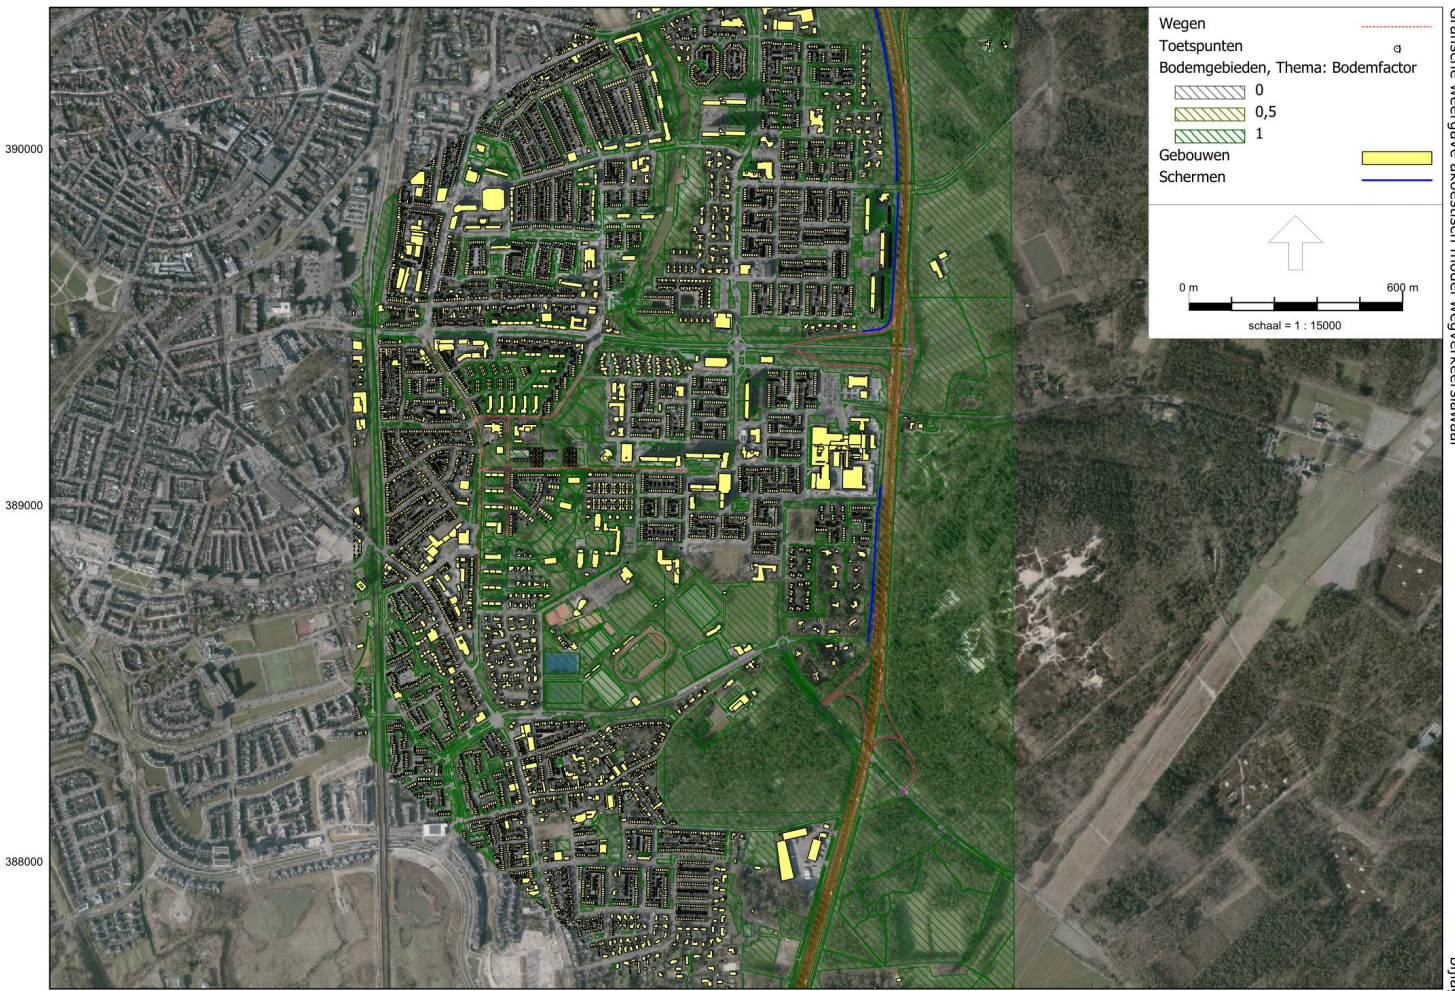 Wegen
Toetspunten
Bodemgebieden, Thema: Bodemfactor
0
0,5
1
Gebouwen
Schermen
0 m
600 m
schaal = 1 : 15000
390000
389000
388000